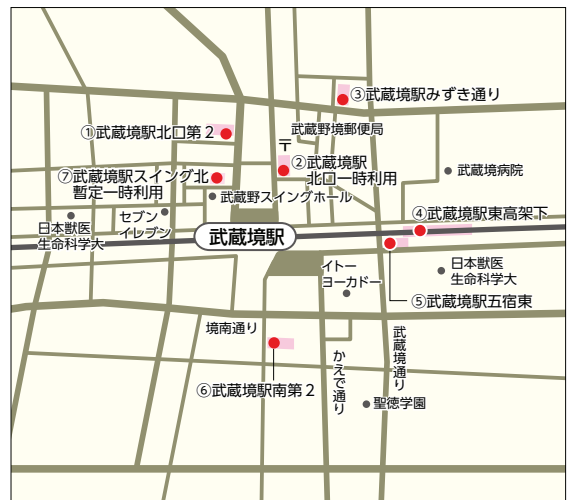 ③武蔵境駅みずき通り
①武蔵境駅北口第2
武蔵野境郵便局
〒
②武蔵境駅
北口一時利用
⑦武蔵境駅スイング北
暫定一時利用
武蔵境病院
武蔵野スイングホール
セブン
イレブン
日本獣医
生命科学大
④武蔵境駅東高架下
武蔵境駅
イトー
ヨーカドー
日本獣医
生命科学大
⑤武蔵境駅五宿東
境南通り
武蔵境通り
かえで通り
⑥武蔵境駅南第2
聖徳学園